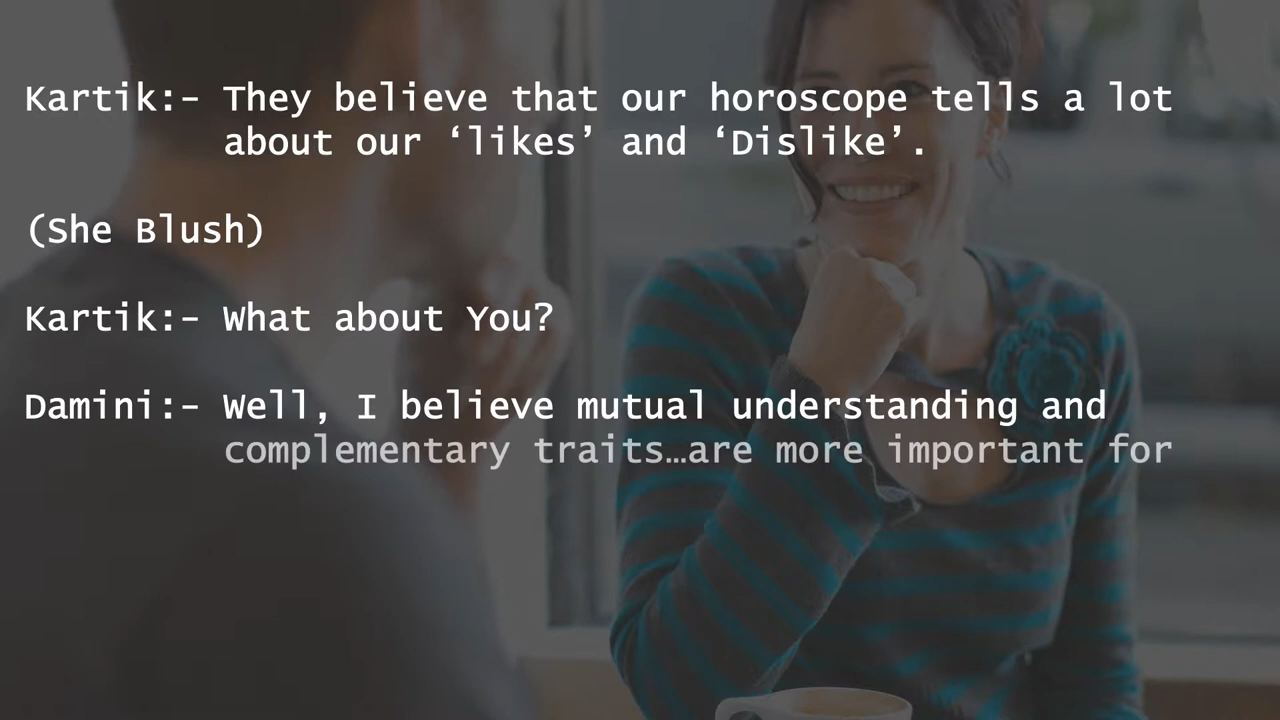 Kartik:- They believe that our horoscope tells a lot
about our ‘likes’ and ‘Dislike’.
(She Blush)
Kartik:- What about You?
Damini:- Well, I believe mutual understanding and
complementary traits…are more important for